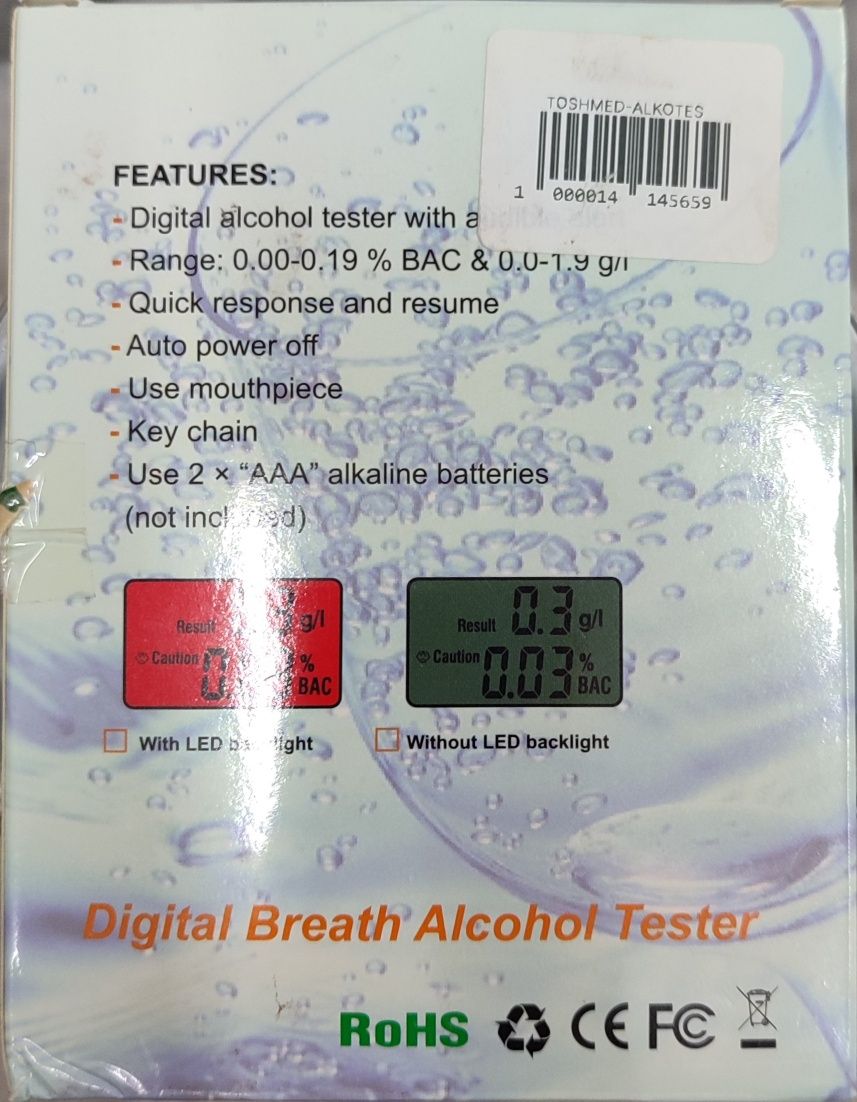 TOSHMED-ALKOTES
1 000014 145659
FEATURES:
- Digital alcohol tester with a
- Range: 0.00-0.19 % BAC & 0.0-1.9 g/l
- Quick response and resume
- Auto power off
- Use mouthpiece
- Key chain
- Use 2 × “AAA” alkaline batteries
(not included)
Result g/l
Caution % BAC
Result 0.3 g/l
Caution 0.03 % BAC
With LED backlight
Without LED backlight
Digital Breath Alcohol Tester
RoHS CE FC